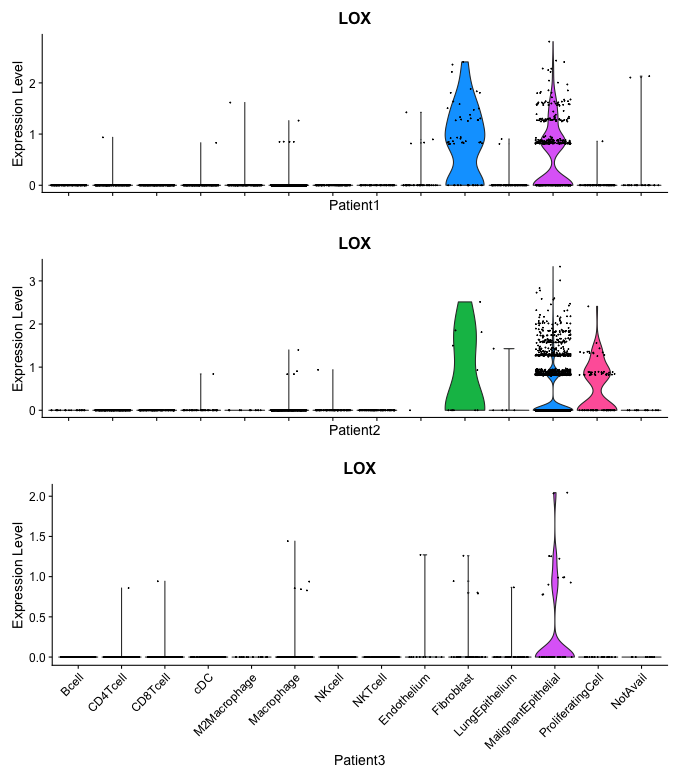 LOX
Expression Level
2
1
0
Patient1
LOX
Expression Level
3
2
1
0
Patient2
LOX
Expression Level
2.0
1.5
1.0
0.5
0.0
Bcell
CD4Tcell
CD8Tcell
cDC
M2Macrophage
Macrophage
NKcell
NKTcell
Endothelium
Fibroblast
LungEpithelium
MalignantEpithelial
ProliferatingCell
NotAvail
Patient3